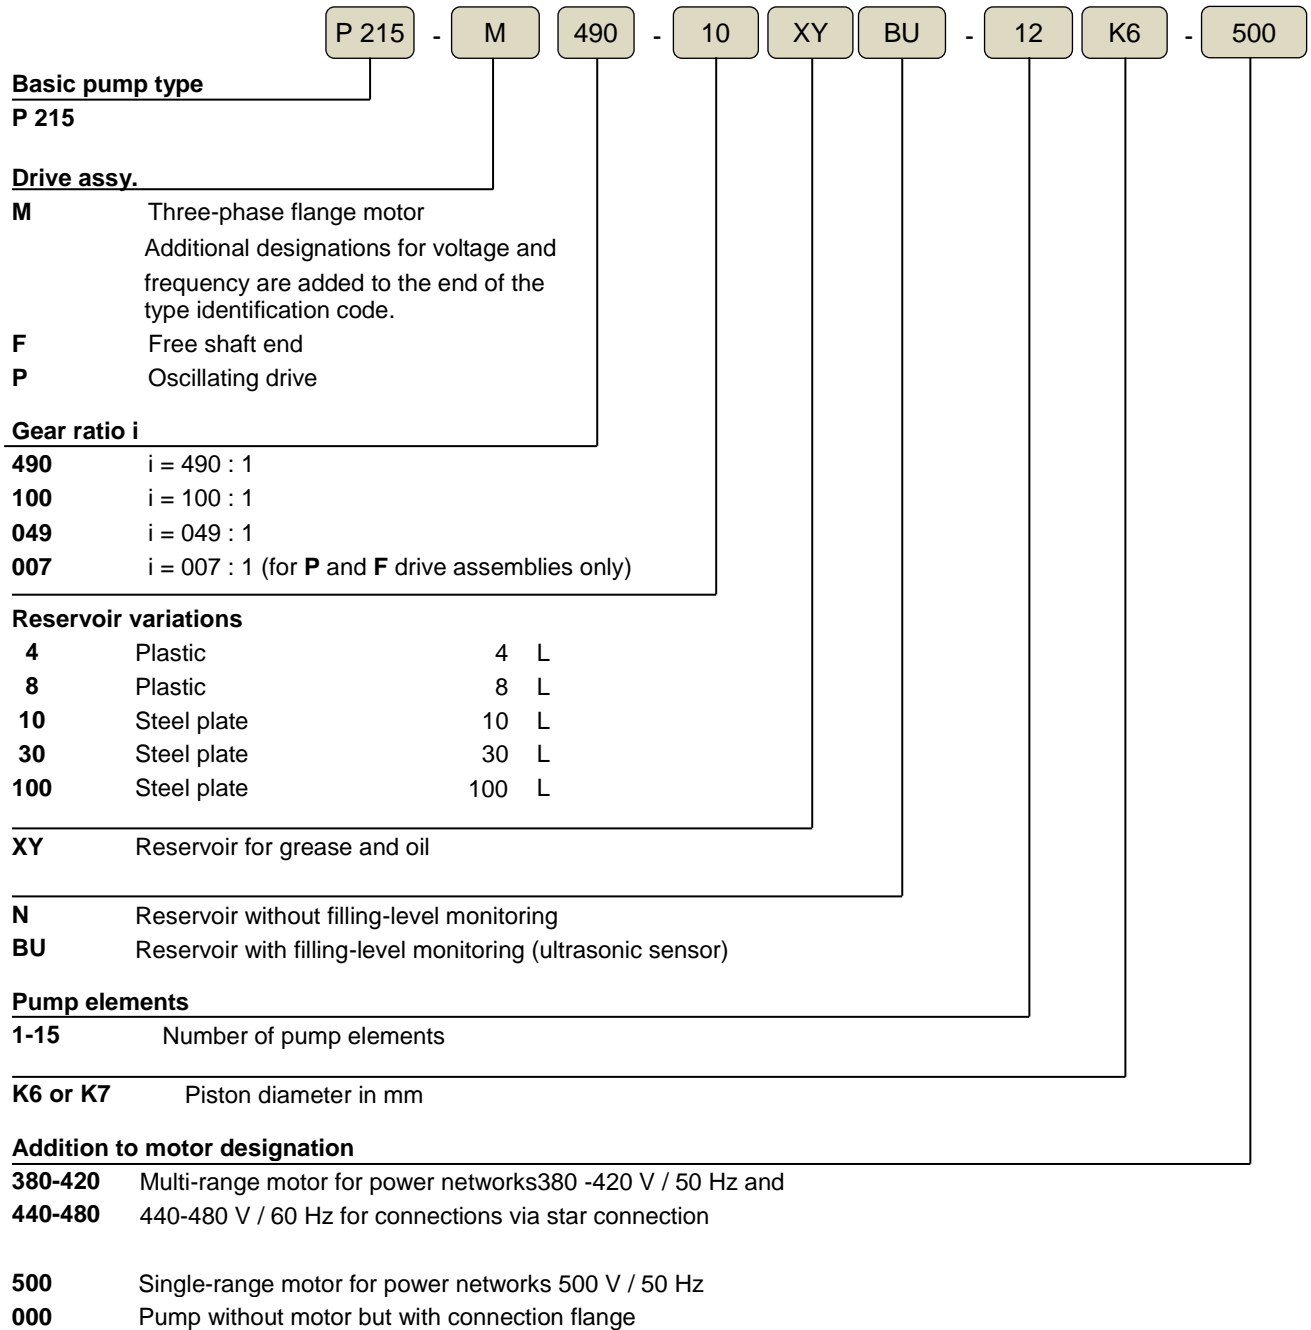 P 215 - M 490 - 10 XY BU - 12 K6 - 500
Basic pump type
P 215
Drive assy.
M Three-phase flange motor
Additional designations for voltage and
frequency are added to the end of the
type identification code.
F Free shaft end
P Oscillating drive
Gear ratio i
490 i = 490 : 1
100 i = 100 : 1
049 i = 049 : 1
007 i = 007 : 1 (for P and F drive assemblies only)
Reservoir variations
4 Plastic 4 L
8 Plastic 8 L
10 Steel plate 10 L
30 Steel plate 30 L
100 Steel plate 100 L
XY Reservoir for grease and oil
N Reservoir without filling-level monitoring
BU Reservoir with filling-level monitoring (ultrasonic sensor)
Pump elements
1-15 Number of pump elements
K6 or K7 Piston diameter in mm
Addition to motor designation
380-420 Multi-range motor for power networks380 -420 V / 50 Hz and
440-480 440-480 V / 60 Hz for connections via star connection
500 Single-range motor for power networks 500 V / 50 Hz
000 Pump without motor but with connection flange